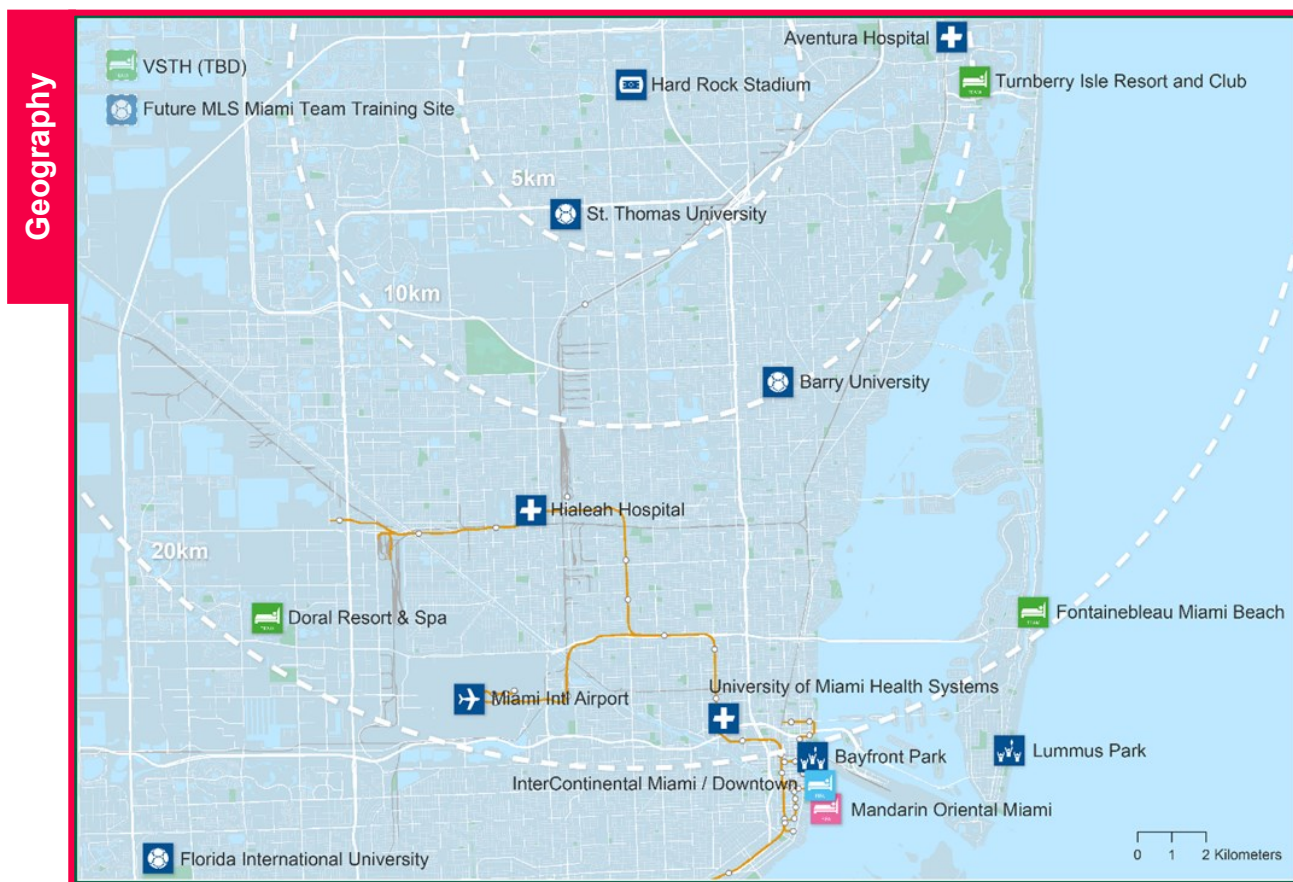 Geography
Aventura Hospital
VSTH (TBD)
Hard Rock Stadium
Turnberry Isle Resort and Club
Future MLS Miami Team Training Site
5km
St. Thomas University
10km
Barry University
Hialeah Hospital
20km
Doral Resort & Spa
Fontainebleau Miami Beach
University of Miami Health Systems
Miami Intl Airport
Bayfront Park
Lummus Park
InterContinental Miami / Downtown
Mandarin Oriental Miami
0 1 2 Kilometers
Florida International University